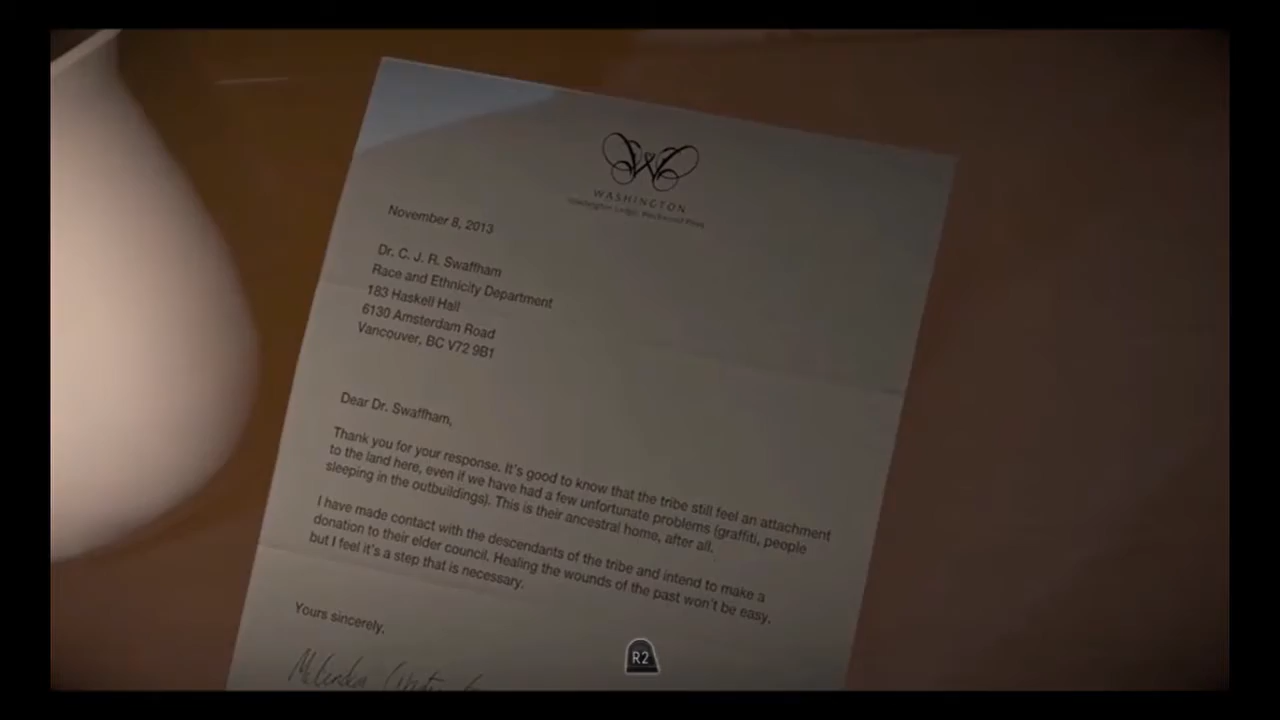 WASHINGTON
Washington Lodge, Blackwood Pines
November 8, 2013
Dr. C. J. R. Swaffham
Race and Ethnicity Department
183 Haskell Hall
6130 Amsterdam Road
Vancouver, BC V72 9B1
Dear Dr. Swaffham,
Thank you for your response. It's good to know that the tribe still feel an attachment
to the land here, even if we have had a few unfortunate problems (graffiti, people
sleeping in the outbuildings). This is their ancestral home, after all.
I have made contact with the descendants of the tribe and intend to make a
donation to their elder council. Healing the wounds of the past won't be easy,
but I feel it's a step that is necessary.
Yours sincerely,
R2